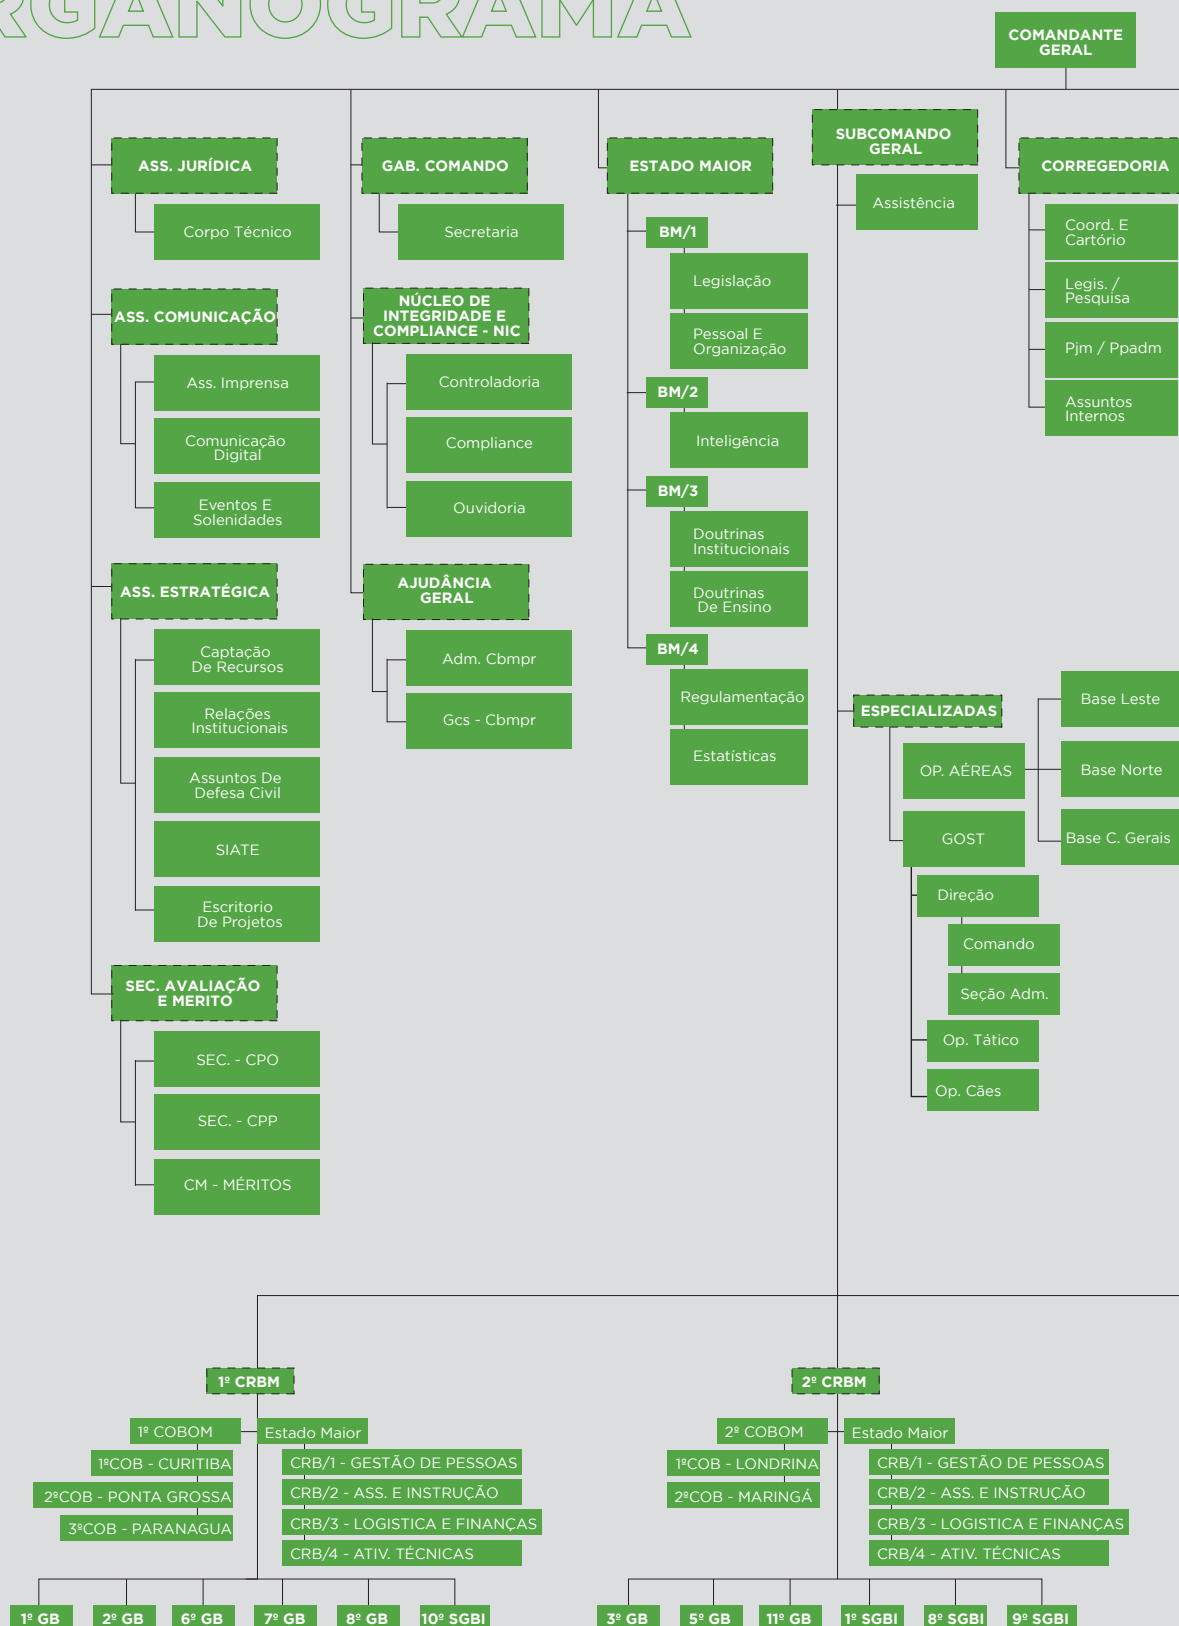 RGANOGRAMA
COMANDANTE
GERAL
ASS. JURÍDICA
Corpo Técnico
ASS. COMUNICAÇÃO
Ass. Imprensa
Comunicação
Digital
Eventos E
Solenidades
ASS. ESTRATÉGICA
Captação
De Recursos
Relações
Institucionais
Assuntos De
Defesa Civil
SIATE
Escritorio
De Projetos
SEC. AVALIAÇÃO
E MERITO
SEC. - CPO
SEC. - CPP
CM - MÉRITOS
GAB. COMANDO
Secretaria
NÚCLEO DE
INTEGRIDADE E
COMPLIANCE - NIC
Controladoria
Compliance
Ouvidoria
AJUDÂNCIA
GERAL
Adm. Cbmpr
Gcs - Cbmpr
ESTADO MAIOR
BM/1
Legislação
Pessoal E
Organização
BM/2
Inteligência
BM/3
Doutrinas
Institucionais
Doutrinas
De Ensino
BM/4
Regulamentação
Estatísticas
SUBCOMANDO
GERAL
Assistência
CORREGEDORIA
Coord. E
Cartório
Legis. /
Pesquisa
Pjm / Ppadm
Assuntos
Internos
ESPECIALIZADAS
OP. AÉREAS
Base Leste
Base Norte
Base C. Gerais
GOST
Direção
Comando
Seção Adm.
Op. Tático
Op. Cães
1º CRBM
1º COBOM
1ºCOB - CURITIBA
2ºCOB - PONTA GROSSA
3ºCOB - PARANAGUA
Estado Maior
CRB/1 - GESTÃO DE PESSOAS
CRB/2 - ASS. E INSTRUÇÃO
CRB/3 - LOGISTICA E FINANÇAS
CRB/4 - ATIV. TÉCNICAS
1º GB
2º GB
6º GB
7º GB
8º GB
10º SGBI
2º CRBM
2º COBOM
1ºCOB - LONDRINA
2ºCOB - MARINGÁ
Estado Maior
CRB/1 - GESTÃO DE PESSOAS
CRB/2 - ASS. E INSTRUÇÃO
CRB/3 - LOGISTICA E FINANÇAS
CRB/4 - ATIV. TÉCNICAS
3º GB
5º GB
11º GB
1º SGBI
8º SGBI
9º SGBI